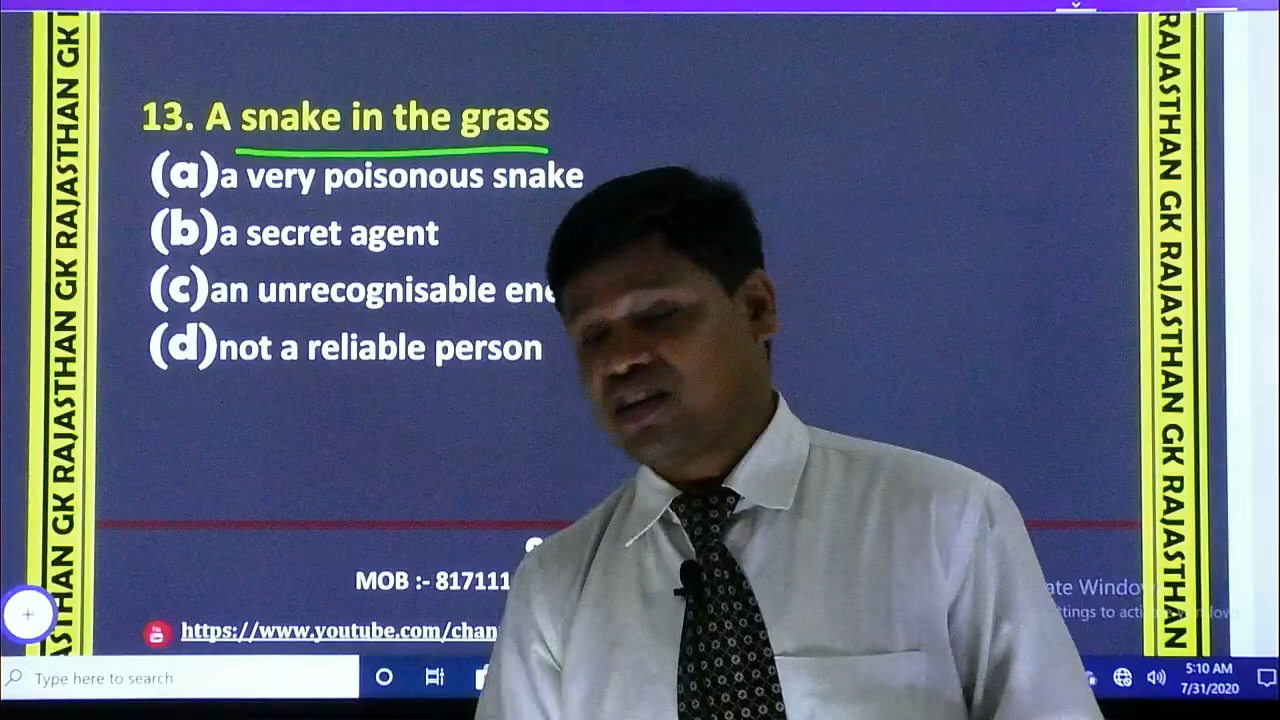 13. A snake in the grass
(a)a very poisonous snake
(b)a secret agent
(c)an unrecognisable
(d)not a reliable person
MOB :- 817111
https://www.youtube.com/chan
RAJASTHAN GK RAJASTHAN GK
RAJASTHAN GK RAJASTHAN GK RAJASTHAN
Type here to search
5:10 AM
7/31/2020